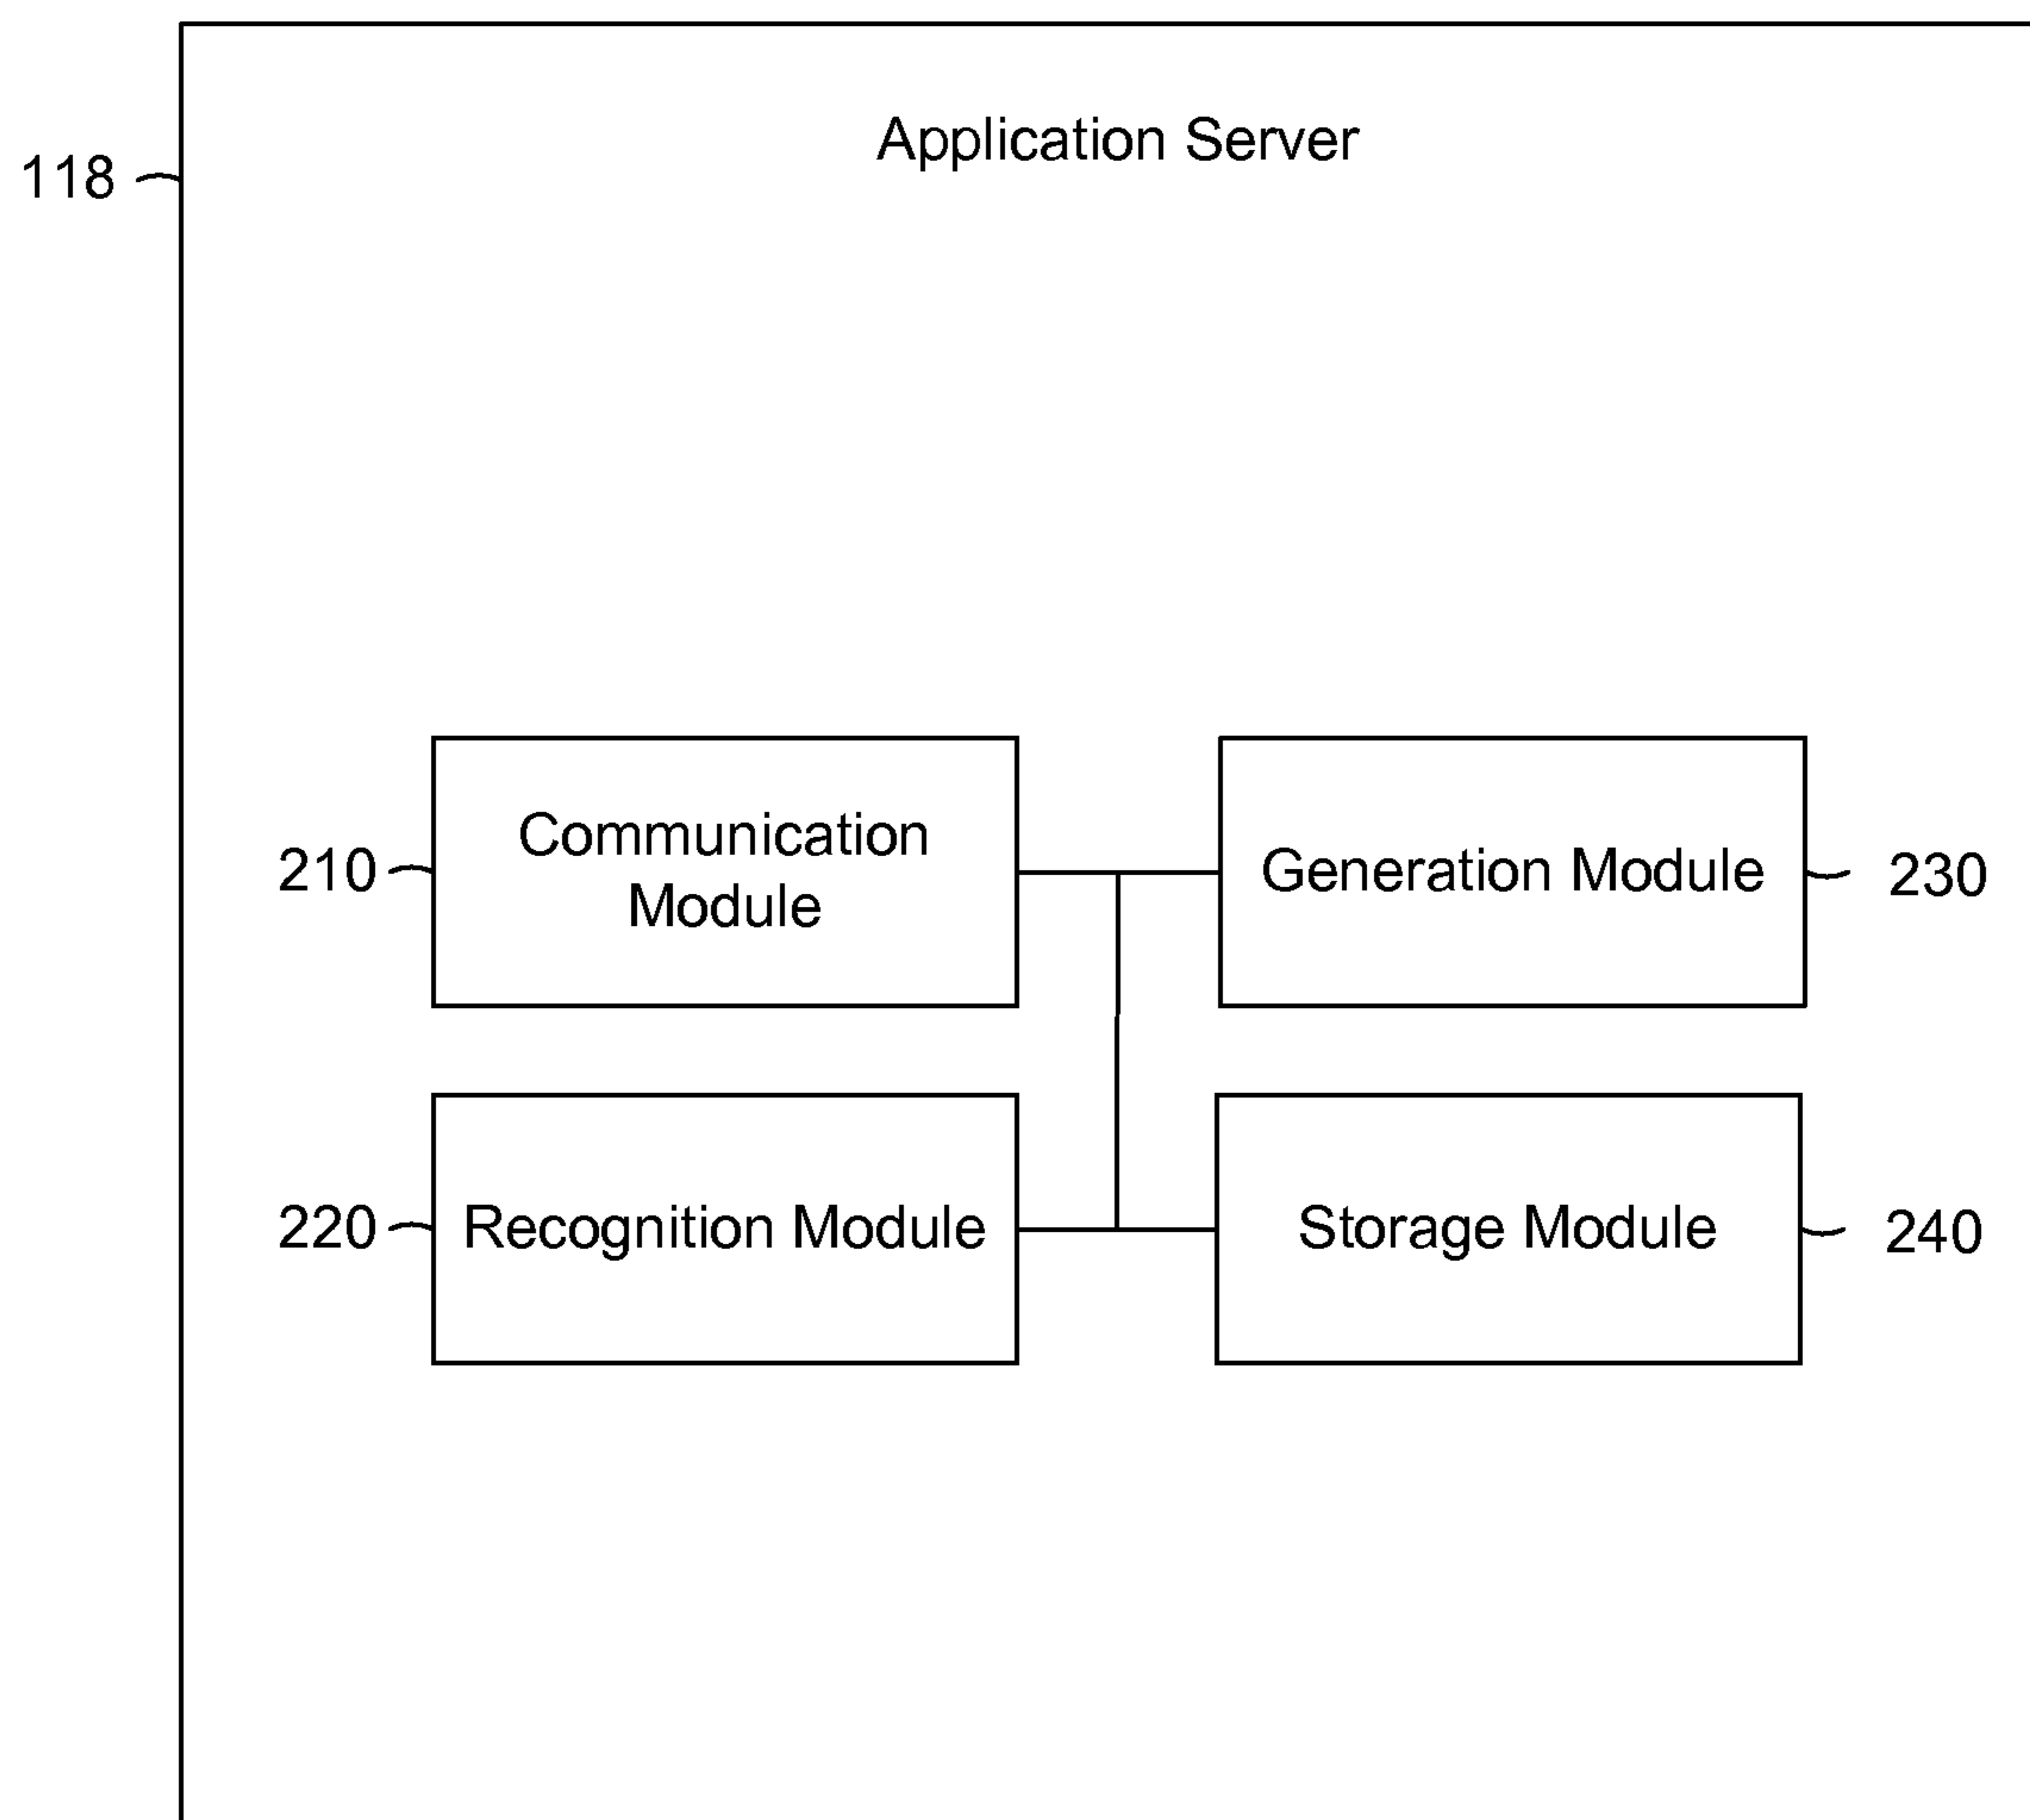 Application Server
118
Communication
Module
210
Generation Module
230
220
Recognition Module
Storage Module
240